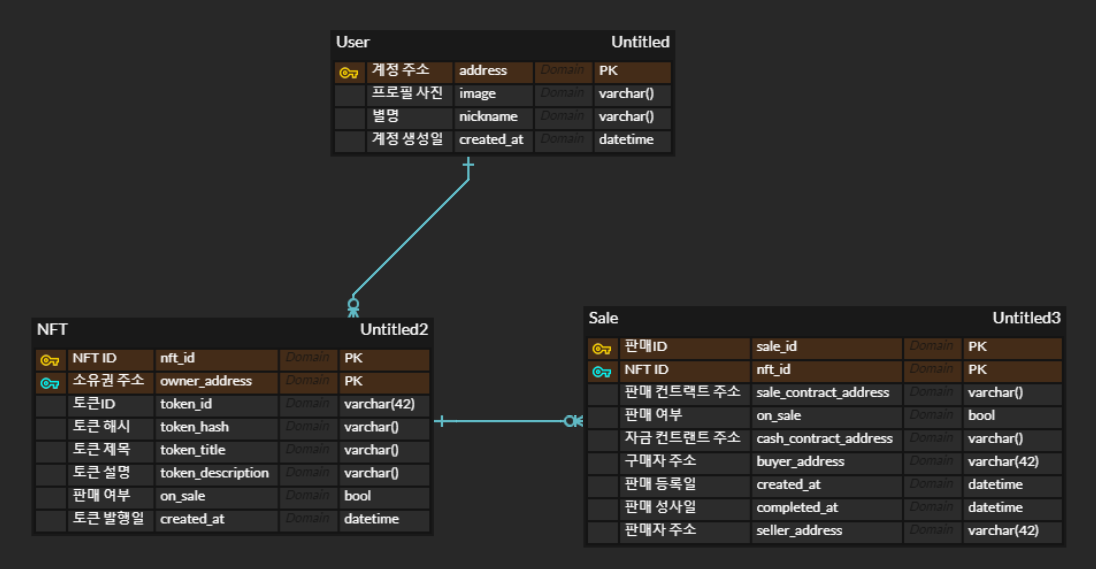 User Untitled
계정 주소 address Domain PK
프로필 사진 image Domain varchar()
별명 nickname Domain varchar()
계정 생성일 created_at Domain datetime
NFT Untitled2
NFT ID nft_id Domain PK
소유권 주소 owner_address Domain PK
토큰ID token_id Domain varchar(42)
토큰 해시 token_hash Domain varchar()
토큰 제목 token_title Domain varchar()
토큰 설명 token_description Domain varchar()
판매 여부 on_sale Domain bool
토큰 발행일 created_at Domain datetime
Sale Untitled3
판매ID sale_id Domain PK
NFT ID nft_id Domain PK
판매 컨트랙트 주소 sale_contract_address Domain varchar()
판매 여부 on_sale Domain bool
자금 컨트랜트 주소 cash_contract_address Domain varchar()
구매자 주소 buyer_address Domain varchar(42)
판매 등록일 created_at Domain datetime
판매 성사일 completed_at Domain datetime
판매자 주소 seller_address Domain varchar(42)